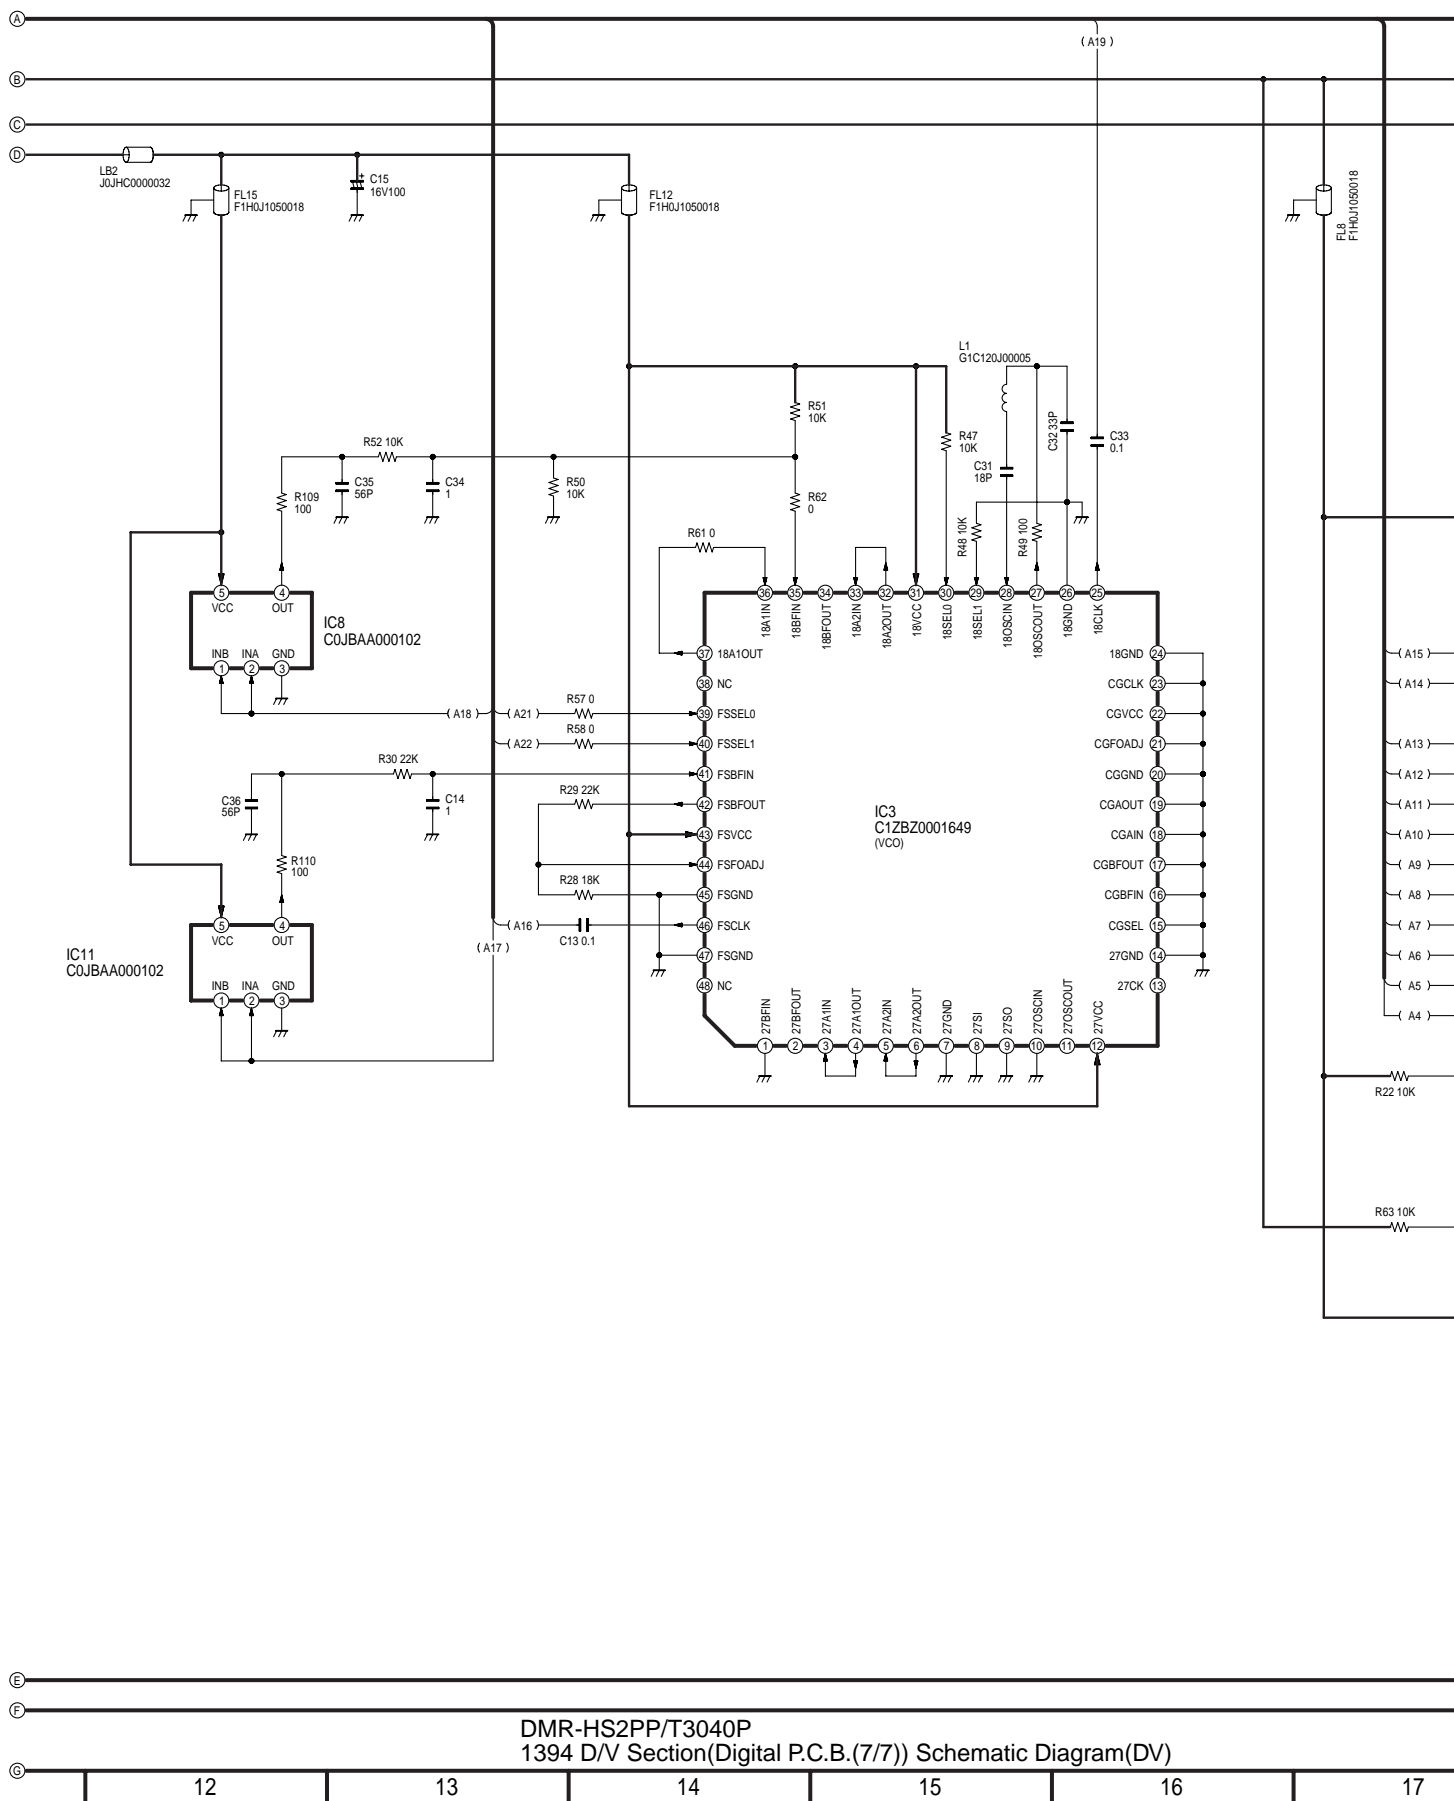 A
( A19 )
B
C
D
LB2
J0JHC0000032
FL15
F1H0J1050018
C15
16V100
+
FL12
F1H0J1050018
FL8
F1H0J1050018
L1
G1C120J00005
R51
10K
R47
10K
C32 33P
C33
0.1
R52 10K
C31
18P
R109
100
C35
56P
C34
1
R50
10K
R62
0
R48 10K
R49 100
R61 0
5
4
VCC
OUT
IC8
C0JBAA000102
INB
INA
GND
1
2
3
36
35
34
33
32
31
30
29
28
27
26
25
18A1IN
18BFIN
18BFOUT
18A2IN
18A2OUT
18VCC
18SEL0
18SEL1
18OSCIN
18OSCOUT
18GND
18CLK
37 18A1OUT
38 NC
39 FSSEL0
40 FSSEL1
41 FSBFIN
42 FSBFOUT
43 FSVCC
44 FSFOADJ
45 FSGND
46 FSCLK
47 FSGND
48 NC
18GND 24
CGCLK 23
CGVCC 22
CGFOADJ 21
CGGND 20
CGAOUT 19
CGAIN 18
CGBFOUT 17
CGBFIN 16
CGSEL 15
27GND 14
27CK 13
IC3
C1ZBZ0001649
(VCO)
( A18 )
( A21 )
R57 0
( A22 )
R58 0
R30 22K
C36
56P
C14
1
R29 22K
R110
100
R28 18K
( A16 )
C13 0.1
( A17 )
IC11
C0JBAA000102
5
4
VCC
OUT
INB
INA
GND
1
2
3
27BFIN
27BFOUT
27A1IN
27A1OUT
27A2IN
27A2OUT
27GND
27SI
27SO
27OSCIN
27OSCOUT
27VCC
1
2
3
4
5
6
7
8
9
10
11
12
( A15 )
( A14 )
( A13 )
( A12 )
( A11 )
( A10 )
( A9 )
( A8 )
( A7 )
( A6 )
( A5 )
( A4 )
R22 10K
R63 10K
E
F
DMR-HS2PP/T3040P
1394 D/V Section(Digital P.C.B.(7/7)) Schematic Diagram(DV)
G
12
13
14
15
16
17